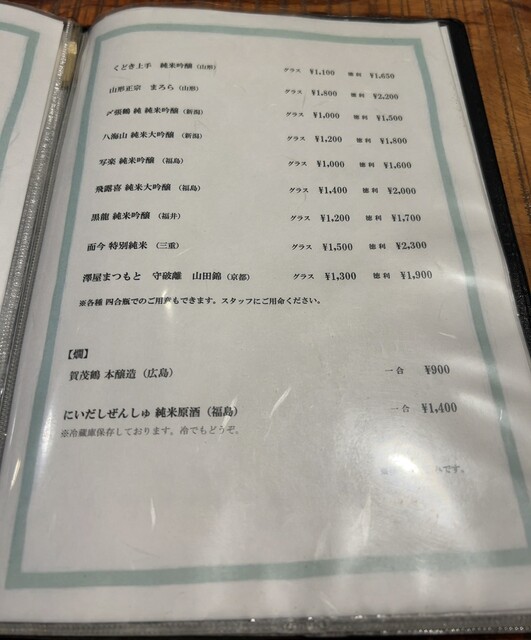 くどき上手 純米吟醸 (山形) グラス ¥1,100 徳利 ¥1,650
山形正宗 まろら (山形) グラス ¥1,800 徳利 ¥2,200
〆張鶴 純 純米吟醸 (新潟) グラス ¥1,000 徳利 ¥1,500
八海山 純米大吟醸 (新潟) グラス ¥1,200 徳利 ¥1,800
写楽 純米吟醸 (福島) グラス ¥1,000 徳利 ¥1,600
飛露喜 純米大吟醸 (福島) グラス ¥1,400 徳利 ¥2,000
黒龍 純米吟醸 (福井) グラス ¥1,200 徳利 ¥1,700
而今 特別純米 (三重) グラス ¥1,500 徳利 ¥2,300
澤屋まつもと 守破離 山田錦 (京都) グラス ¥1,300 徳利 ¥1,900
※各種 四合瓶でのご用意もできます。スタッフにご用命ください。
【燗】
賀茂鶴 本醸造 (広島) 一合 ¥900
にいだしぜんしゅ 純米原酒 (福島) 一合 ¥1,400
※冷蔵庫保存しております。冷でもどうぞ。
です。